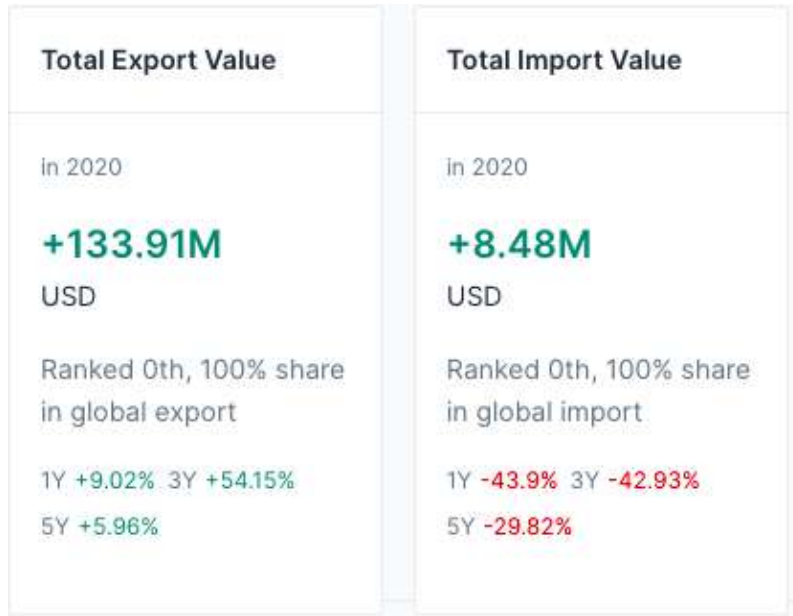 Total Export Value
in 2020
+133.91M
USD
Ranked 0th, 100% share
in global export
1Y +9.02% 3Y +54.15%
5Y +5.96%
Total Import Value
in 2020
+8.48M
USD
Ranked 0th, 100% share
in global import
1Y -43.9% 3Y -42.93%
5Y -29.82%